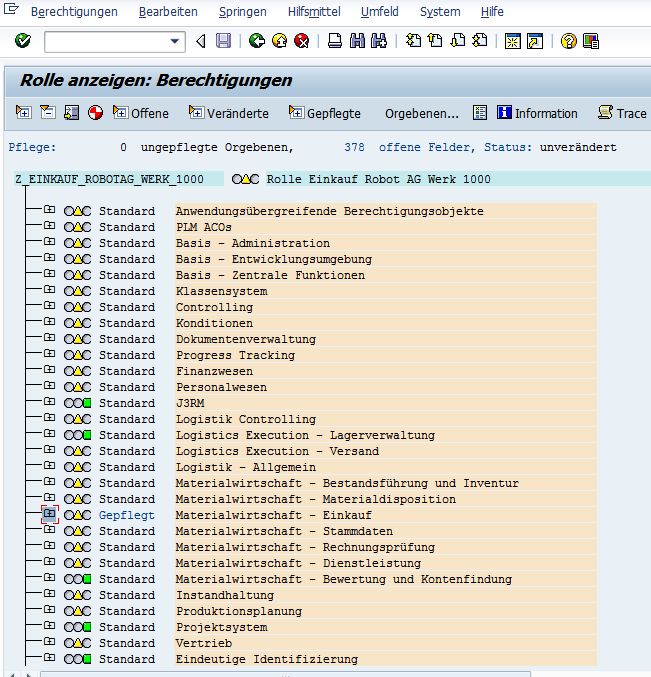 Berechtigungen Bearbeiten Springen Hilfsmittel Umfeld System Hilfe
Rolle anzeigen: Berechtigungen
Offene Veränderte Gepflegte Orgebenen... Information Trace
Pflege: 0 ungepflegte Orgebenen, 378 offene Felder, Status: unverändert
Z_EINKAUF_ROBOTAG_WERK_1000 Rolle Einkauf Robot AG Werk 1000
Standard Anwendungsübergreifende Berechtigungsobjekte
Standard PLM ACOs
Standard Basis - Administration
Standard Basis - Entwicklungsumgebung
Standard Basis - Zentrale Funktionen
Standard Klassensystem
Standard Controlling
Standard Konditionen
Standard Dokumentenverwaltung
Standard Progress Tracking
Standard Finanzwesen
Standard Personalwesen
Standard J3RM
Standard Logistik Controlling
Standard Logistics Execution - Lagerverwaltung
Standard Logistics Execution - Versand
Standard Logistik - Allgemein
Standard Materialwirtschaft - Bestandsführung und Inventur
Standard Materialwirtschaft - Materialdisposition
Gepflegt Materialwirtschaft - Einkauf
Standard Materialwirtschaft - Stammdaten
Standard Materialwirtschaft - Rechnungsprüfung
Standard Materialwirtschaft - Dienstleistung
Standard Materialwirtschaft - Bewertung und Kontenfindung
Standard Instandhaltung
Standard Produktionsplanung
Standard Projektsystem
Standard Vertrieb
Standard Eindeutige Identifizierung